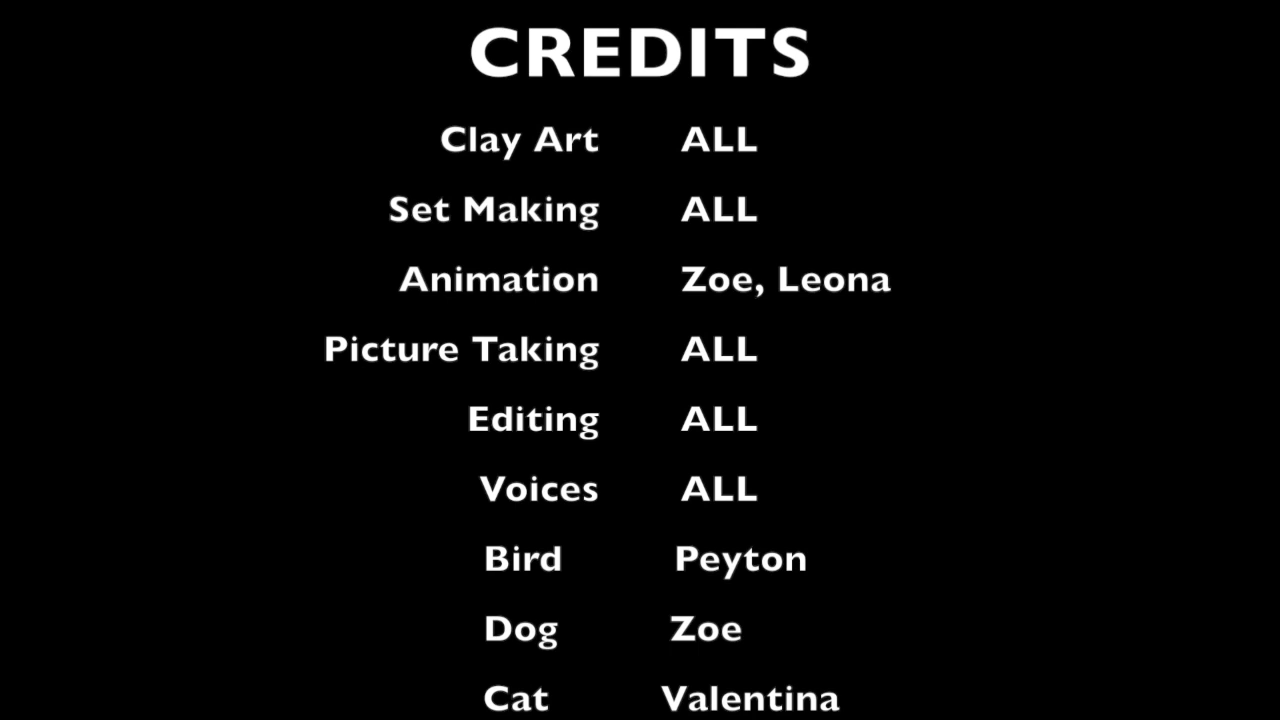 CREDITS
Clay Art ALL
Set Making ALL
Animation Zoe, Leona
Picture Taking ALL
Editing ALL
Voices ALL
Bird Peyton
Dog Zoe
Cat Valentina